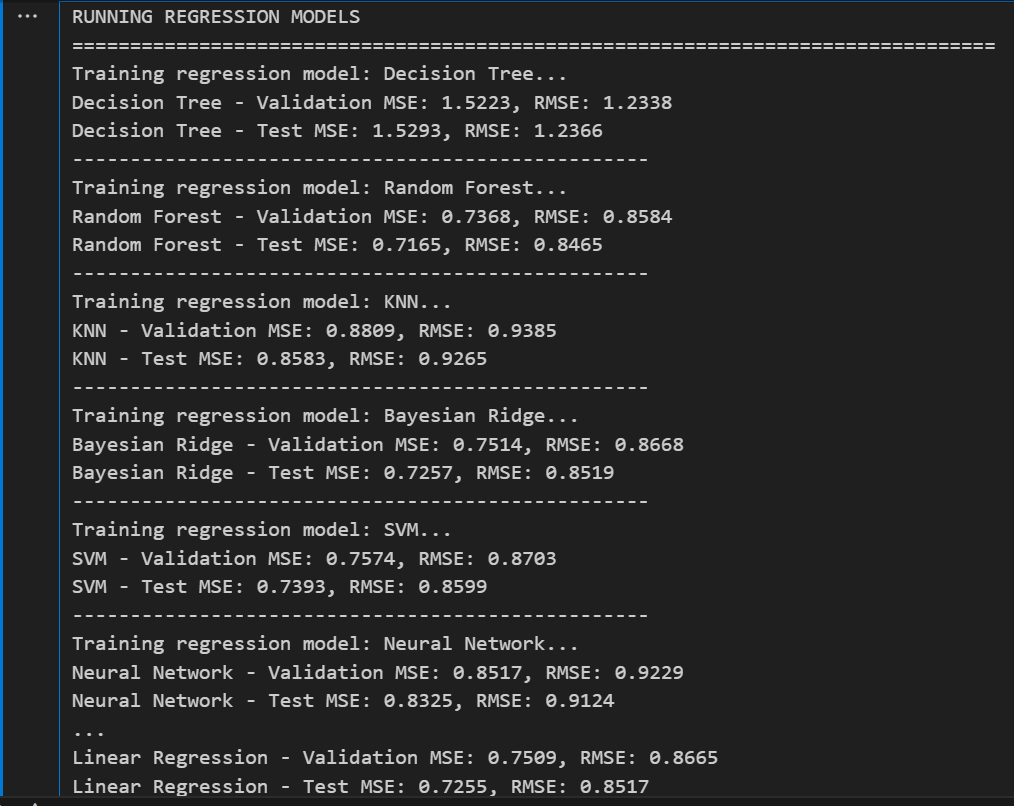 ...
RUNNING REGRESSION MODELS
================================================================================
Training regression model: Decision Tree...
Decision Tree - Validation MSE: 1.5223, RMSE: 1.2338
Decision Tree - Test MSE: 1.5293, RMSE: 1.2366
--------------------------------------------------
Training regression model: Random Forest...
Random Forest - Validation MSE: 0.7368, RMSE: 0.8584
Random Forest - Test MSE: 0.7165, RMSE: 0.8465
--------------------------------------------------
Training regression model: KNN...
KNN - Validation MSE: 0.8809, RMSE: 0.9385
KNN - Test MSE: 0.8583, RMSE: 0.9265
--------------------------------------------------
Training regression model: Bayesian Ridge...
Bayesian Ridge - Validation MSE: 0.7514, RMSE: 0.8668
Bayesian Ridge - Test MSE: 0.7257, RMSE: 0.8519
--------------------------------------------------
Training regression model: SVM...
SVM - Validation MSE: 0.7574, RMSE: 0.8703
SVM - Test MSE: 0.7393, RMSE: 0.8599
--------------------------------------------------
Training regression model: Neural Network...
Neural Network - Validation MSE: 0.8517, RMSE: 0.9229
Neural Network - Test MSE: 0.8325, RMSE: 0.9124
...
Linear Regression - Validation MSE: 0.7509, RMSE: 0.8665
Linear Regression - Test MSE: 0.7255, RMSE: 0.8517